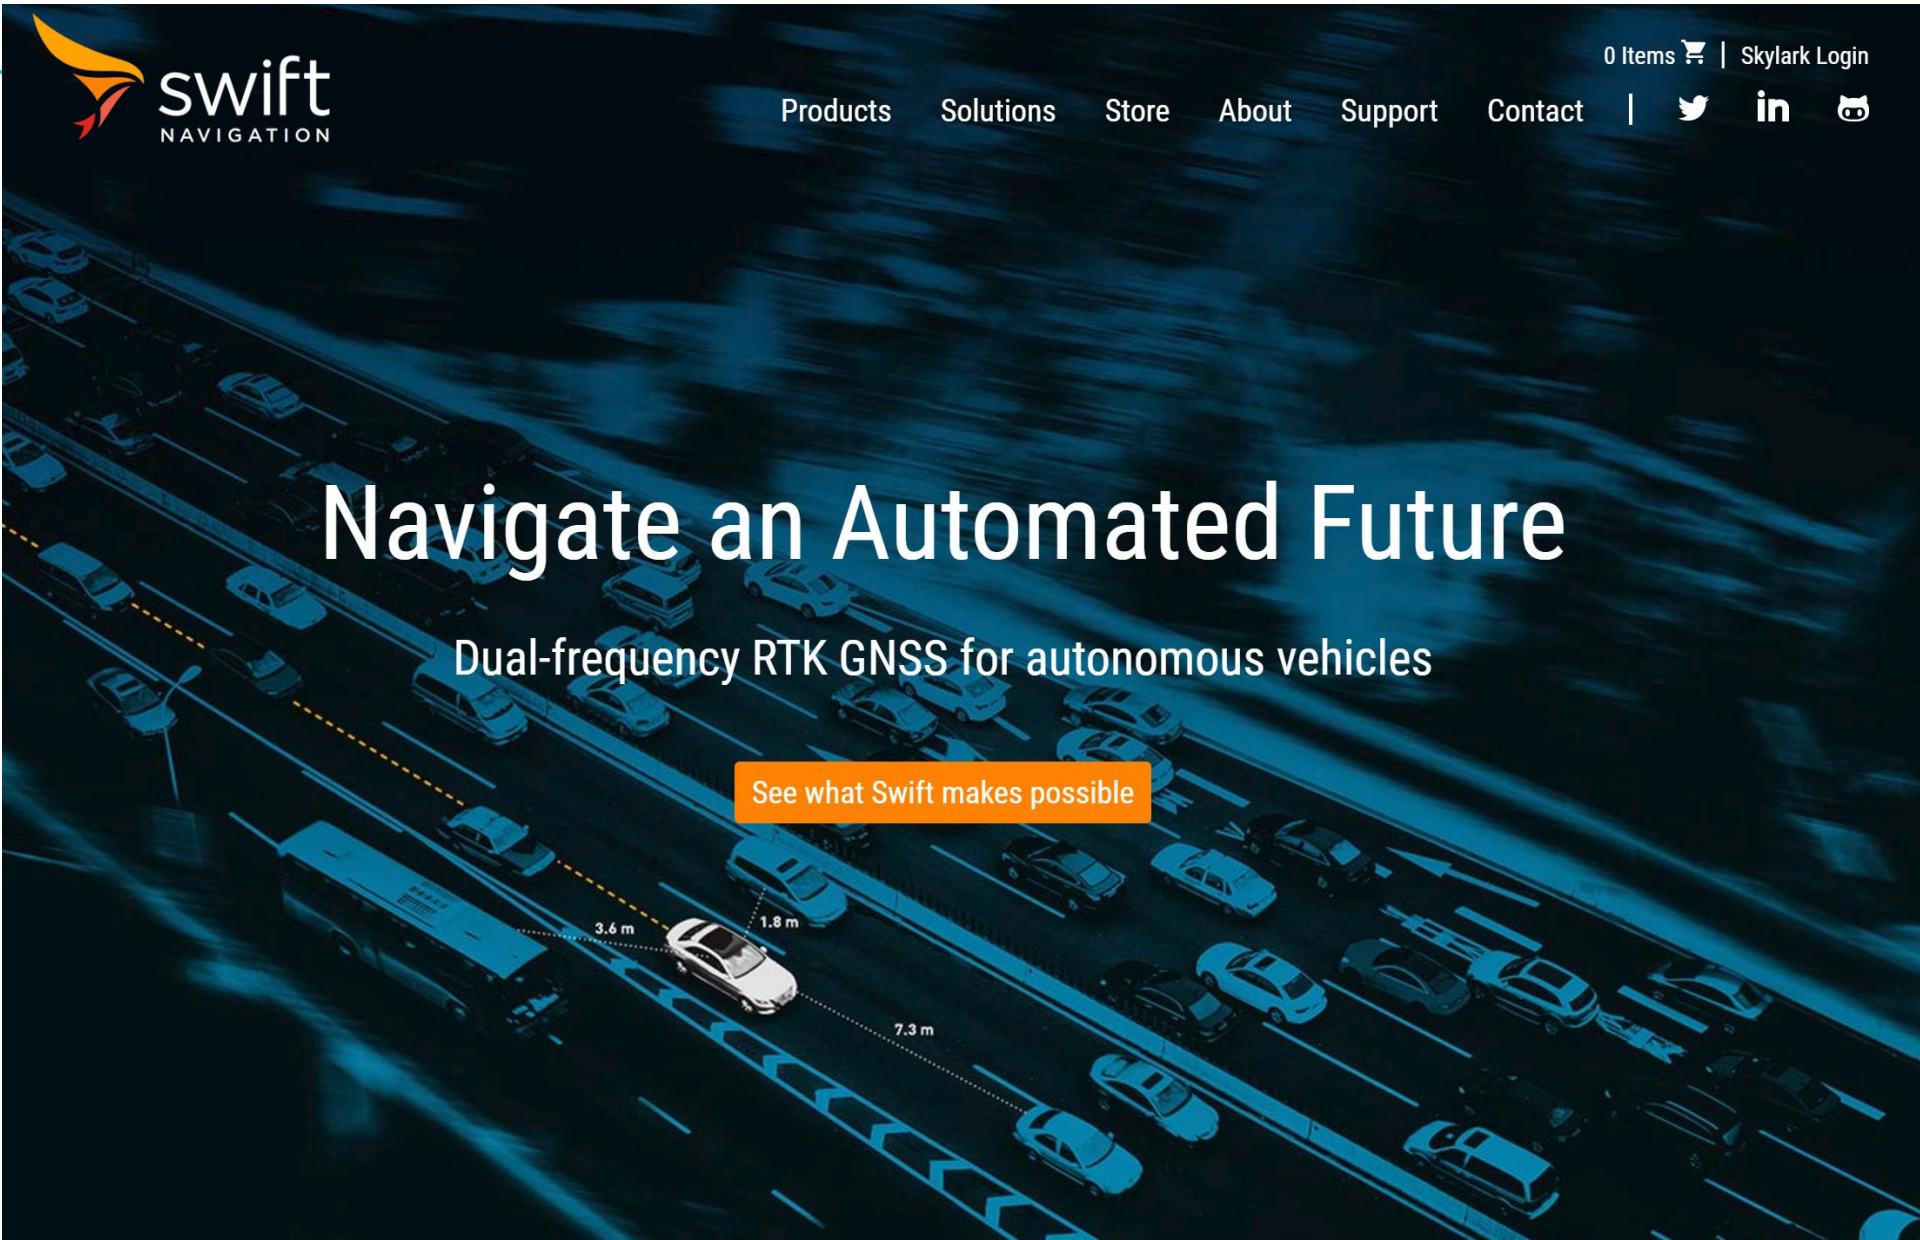 swift
NAVIGATION
0 Items | Skylark Login
Products Solutions Store About Support Contact |
Navigate an Automated Future
Dual-frequency RTK GNSS for autonomous vehicles
See what Swift makes possible
3.6 m
1.8 m
7.3 m